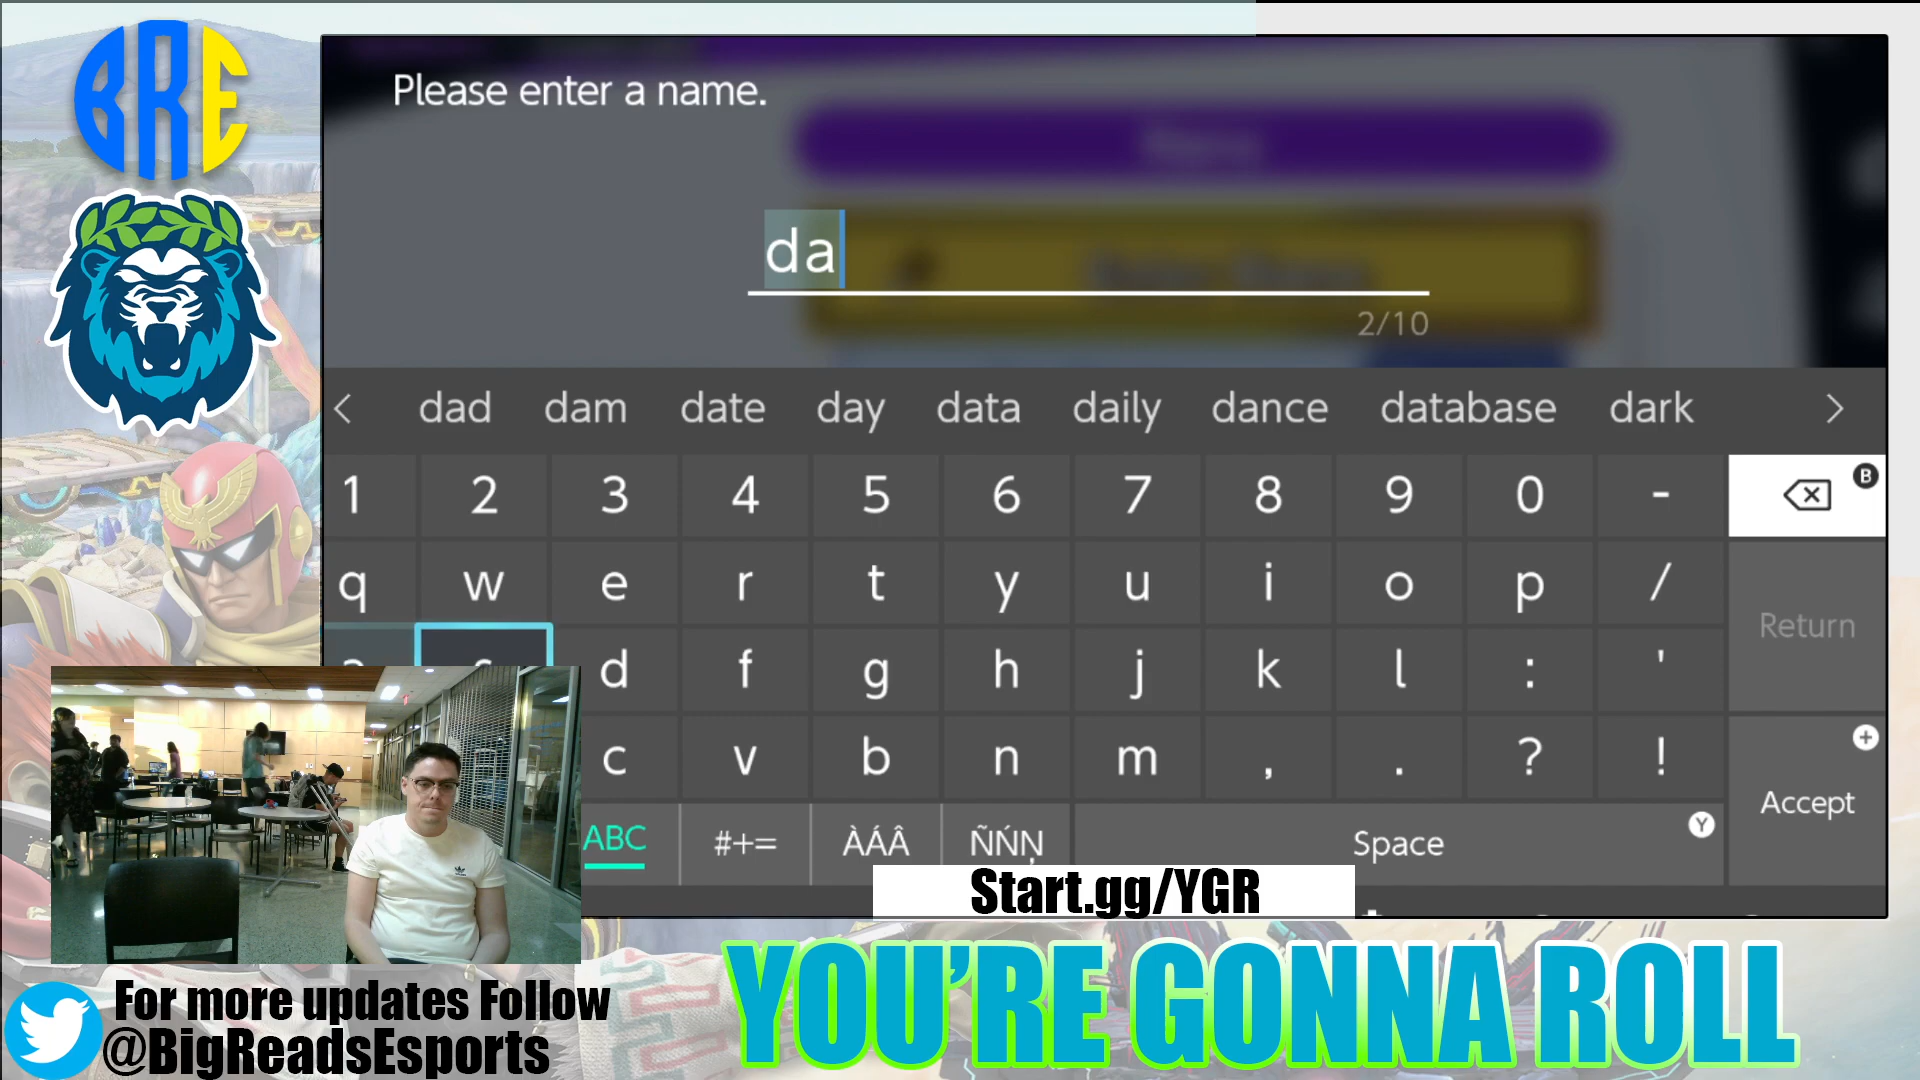 BRE
Please enter a name.
da
2/10
dad dam date day data daily dance database dark
1 2 3 4 5 6 7 8 9 0 - B
q w e r t y u i o p / Return
d f g h j k l : '
c v b n m , . ? ! + Accept
ABC #+= ÀÁÂ ÑŃŅ Space Y
Start.gg/YGR
YOU'RE GONNA ROLL
For more updates Follow
@BigReadsEsports